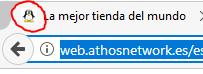 La mejor tienda del mundo
web.athosnetwork.es/es